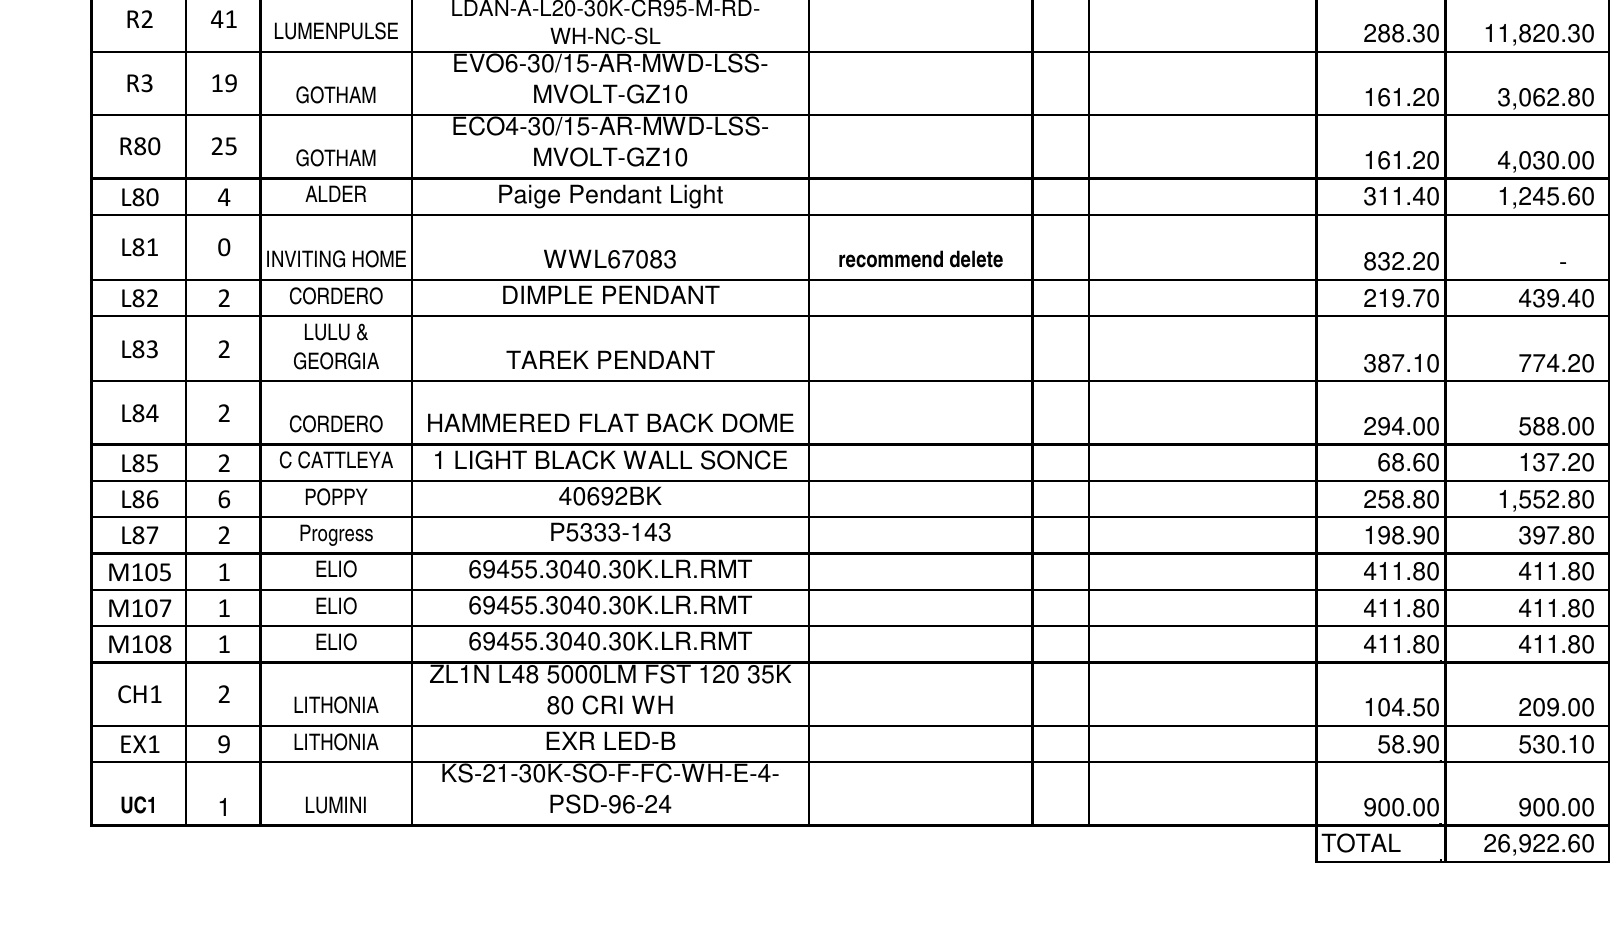 R2 41 LUMENPULSE LDAN-A-L20-30K-CR95-M-RD-
WH-NC-SL 288.30 11,820.30
R3 19 GOTHAM EVO6-30/15-AR-MWD-LSS-
MVOLT-GZ10 161.20 3,062.80
R80 25 GOTHAM ECO4-30/15-AR-MWD-LSS-
MVOLT-GZ10 161.20 4,030.00
L80 4 ALDER Paige Pendant Light 311.40 1,245.60
L81 0 INVITING HOME WWL67083 recommend delete 832.20 -
L82 2 CORDERO DIMPLE PENDANT 219.70 439.40
L83 2 LULU &
GEORGIA TAREK PENDANT 387.10 774.20
L84 2 CORDERO HAMMERED FLAT BACK DOME 294.00 588.00
L85 2 C CATTLEYA 1 LIGHT BLACK WALL SONCE 68.60 137.20
L86 6 POPPY 40692BK 258.80 1,552.80
L87 2 Progress P5333-143 198.90 397.80
M105 1 ELIO 69455.3040.30K.LR.RMT 411.80 411.80
M107 1 ELIO 69455.3040.30K.LR.RMT 411.80 411.80
M108 1 ELIO 69455.3040.30K.LR.RMT 411.80 411.80
CH1 2 LITHONIA ZL1N L48 5000LM FST 120 35K
80 CRI WH 104.50 209.00
EX1 9 LITHONIA EXR LED-B 58.90 530.10
UC1 1 LUMINI KS-21-30K-SO-F-FC-WH-E-4-
PSD-96-24 900.00 900.00
TOTAL 26,922.60